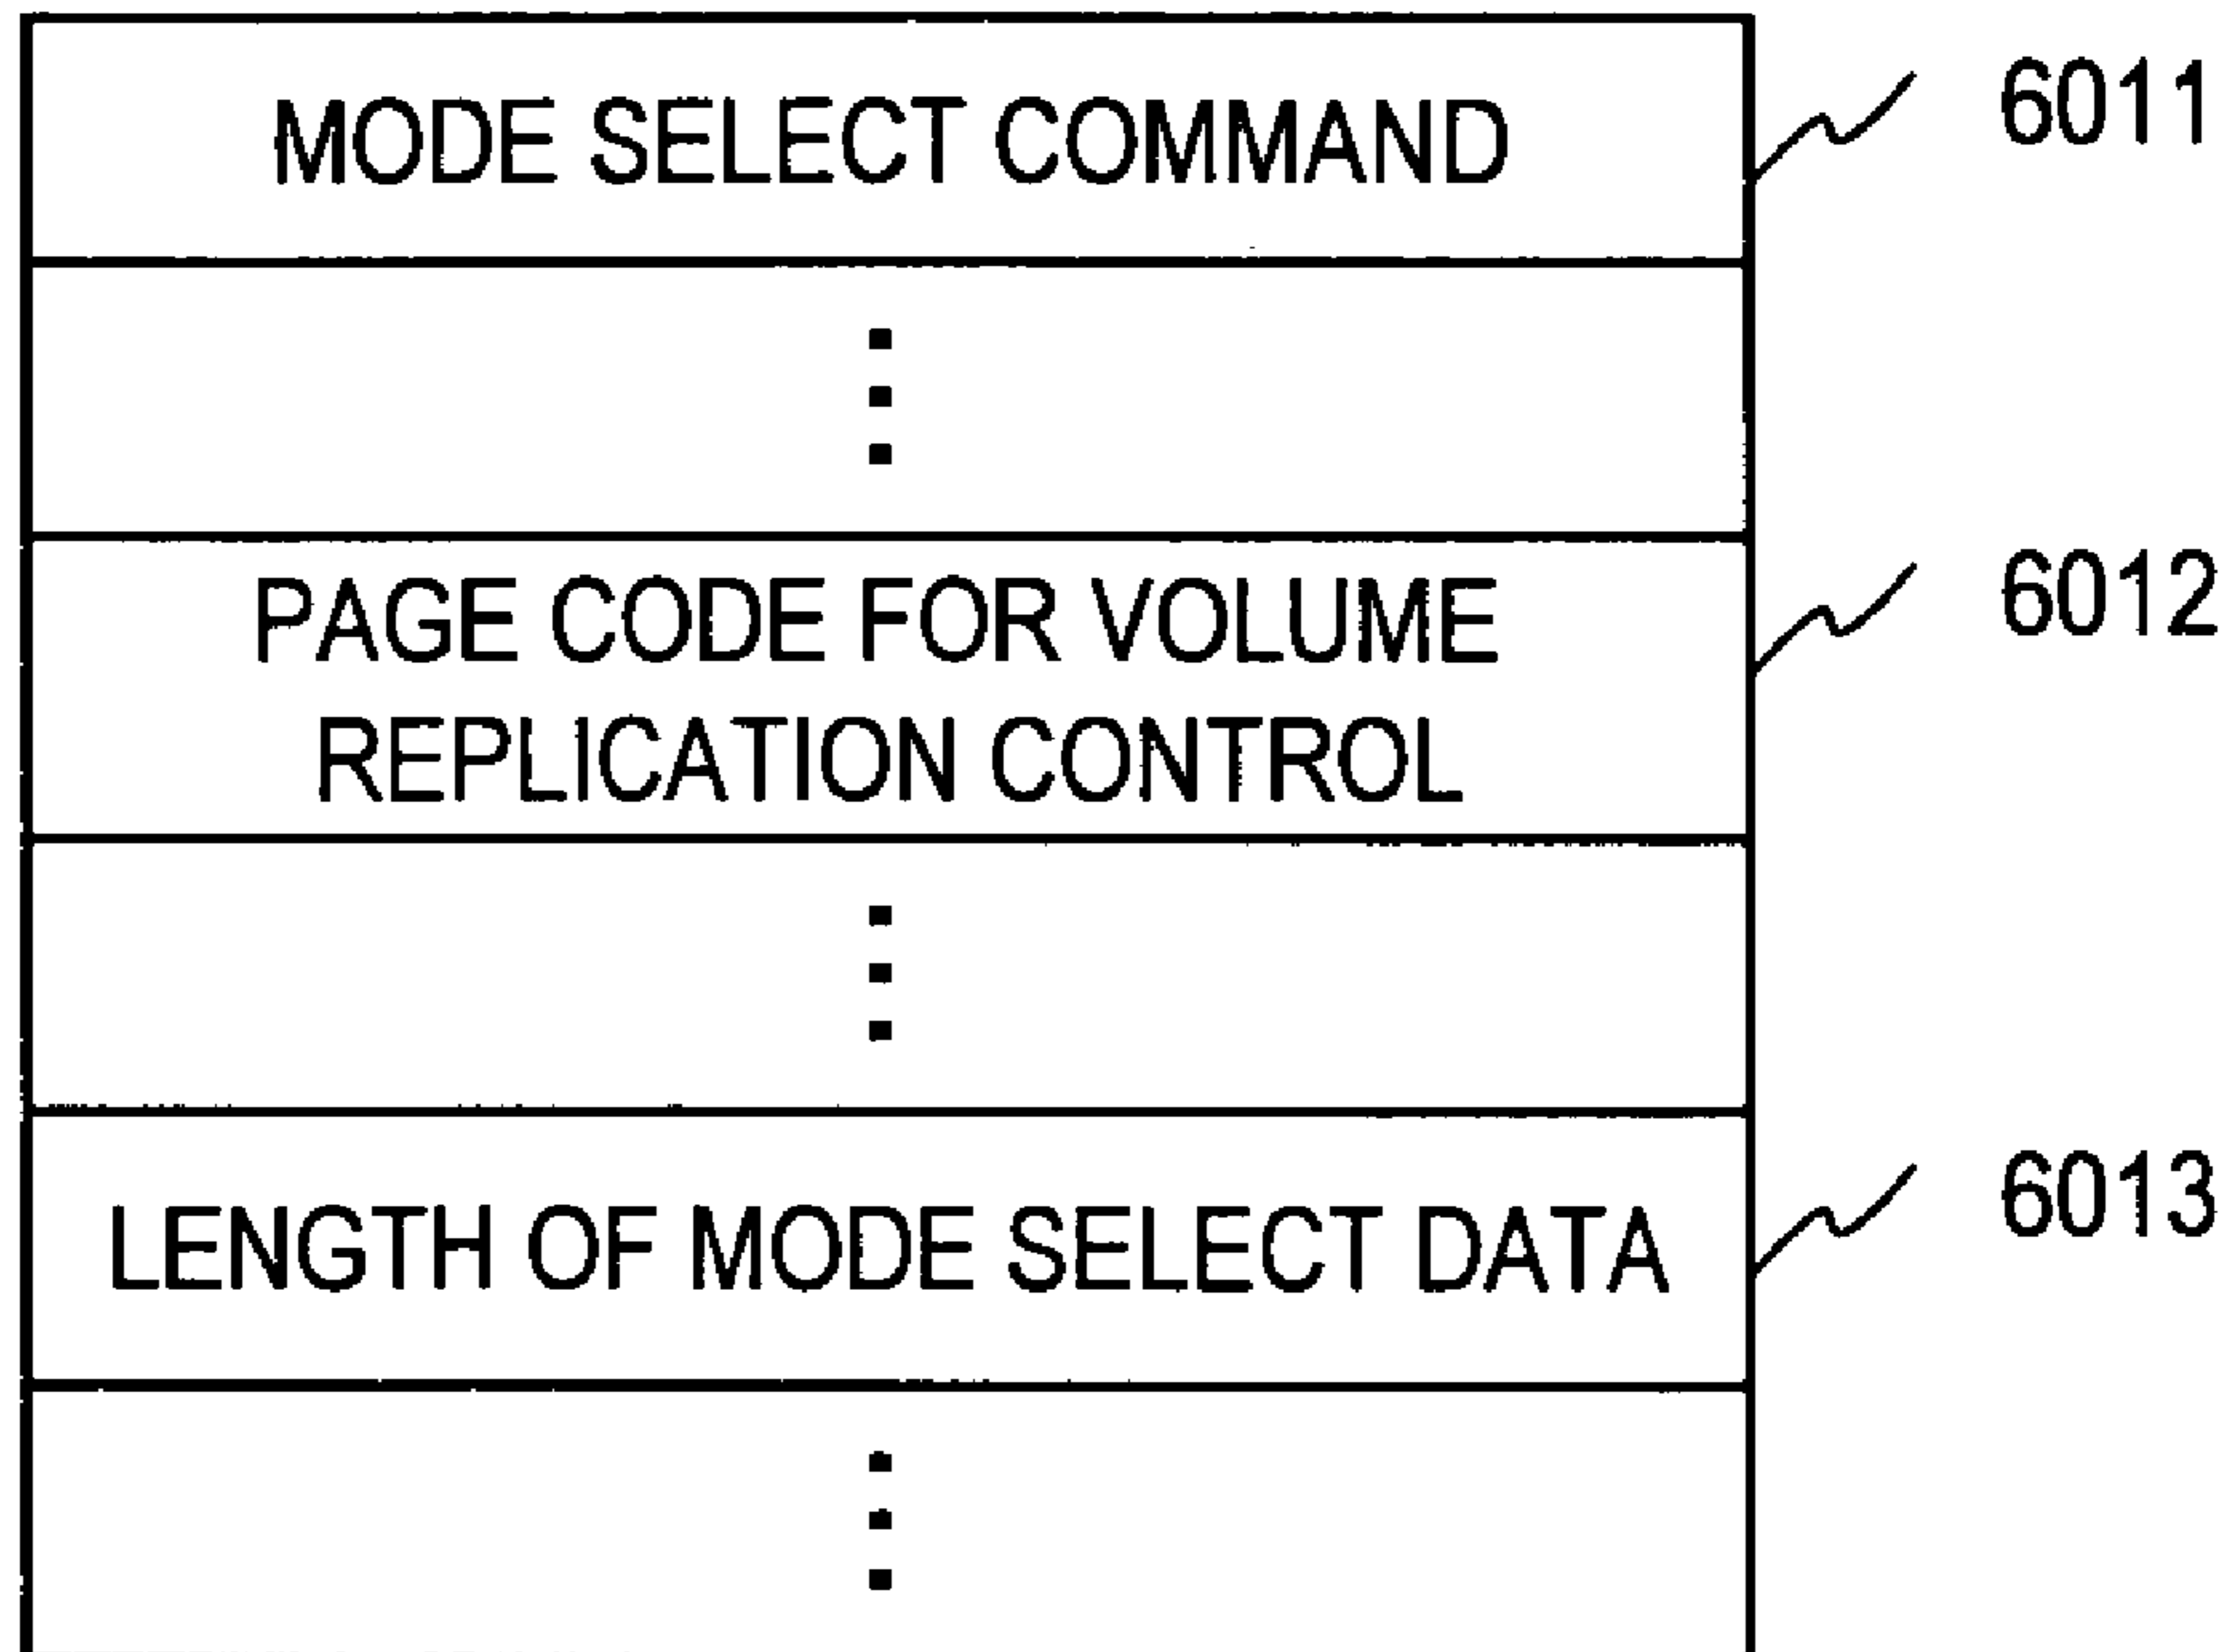 MODE SELECT COMMAND 6011
PAGE CODE FOR VOLUME 6012
REPLICATION CONTROL
LENGTH OF MODE SELECT DATA 6013